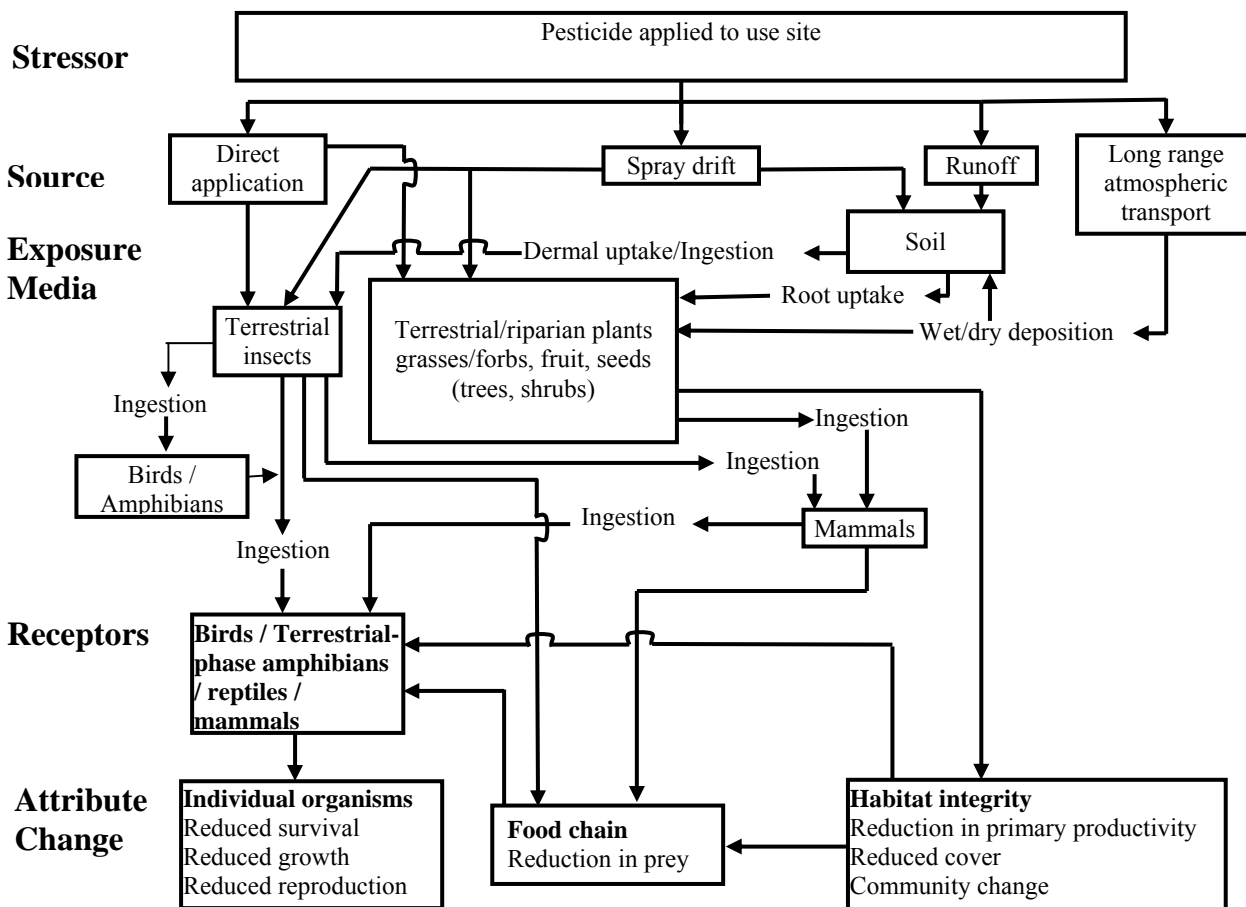 Pesticide applied to use site
Stressor
Direct
application
Spray drift
Runoff
Long range
atmospheric
transport
Source
Exposure
Media
Soil
Dermal uptake/Ingestion
Root uptake
Wet/dry deposition
Terrestrial
insects
Terrestrial/riparian plants
grasses/forbs, fruit, seeds
(trees, shrubs)
Ingestion
Ingestion
Ingestion
Birds /
Amphibians
Ingestion
Ingestion
Mammals
Receptors
Birds / Terrestrial-
phase amphibians
/ reptiles /
mammals
Attribute
Change
Individual organisms
Reduced survival
Reduced growth
Reduced reproduction
Food chain
Reduction in prey
Habitat integrity
Reduction in primary productivity
Reduced cover
Community change